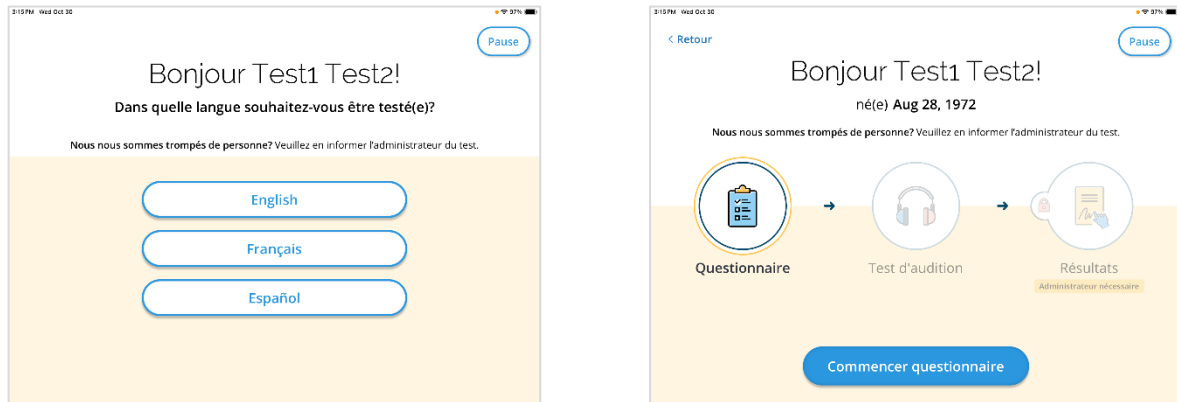 3:15 PM Wed Oct 30
97%
Pause
Bonjour Test1 Test2!
Dans quelle langue souhaitez-vous être testé(e)?
Nous nous sommes trompés de personne? Veuillez en informer l'administrateur du test.
English
Français
Español
3:15 PM Wed Oct 30
97%
< Retour
Pause
Bonjour Test1 Test2!
né(e) Aug 28, 1972
Nous nous sommes trompés de personne? Veuillez en informer l'administrateur du test.
Questionnaire
Test d'audition
Résultats
Administrateur nécessaire
Commencer questionnaire